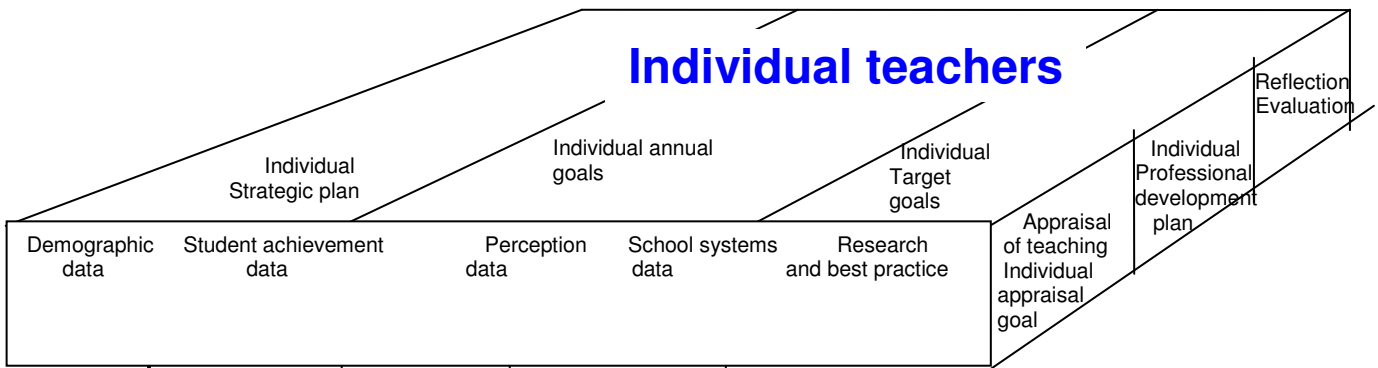 Individual teachers
Reflection
Evaluation
Individual
Strategic plan
Individual annual
goals
Individual
Target
goals
Individual
Professional
development
plan
Demographic
data
Student achievement
data
Perception
data
School systems
data
Research
and best practice
Appraisal
of teaching
Individual
appraisal
goal